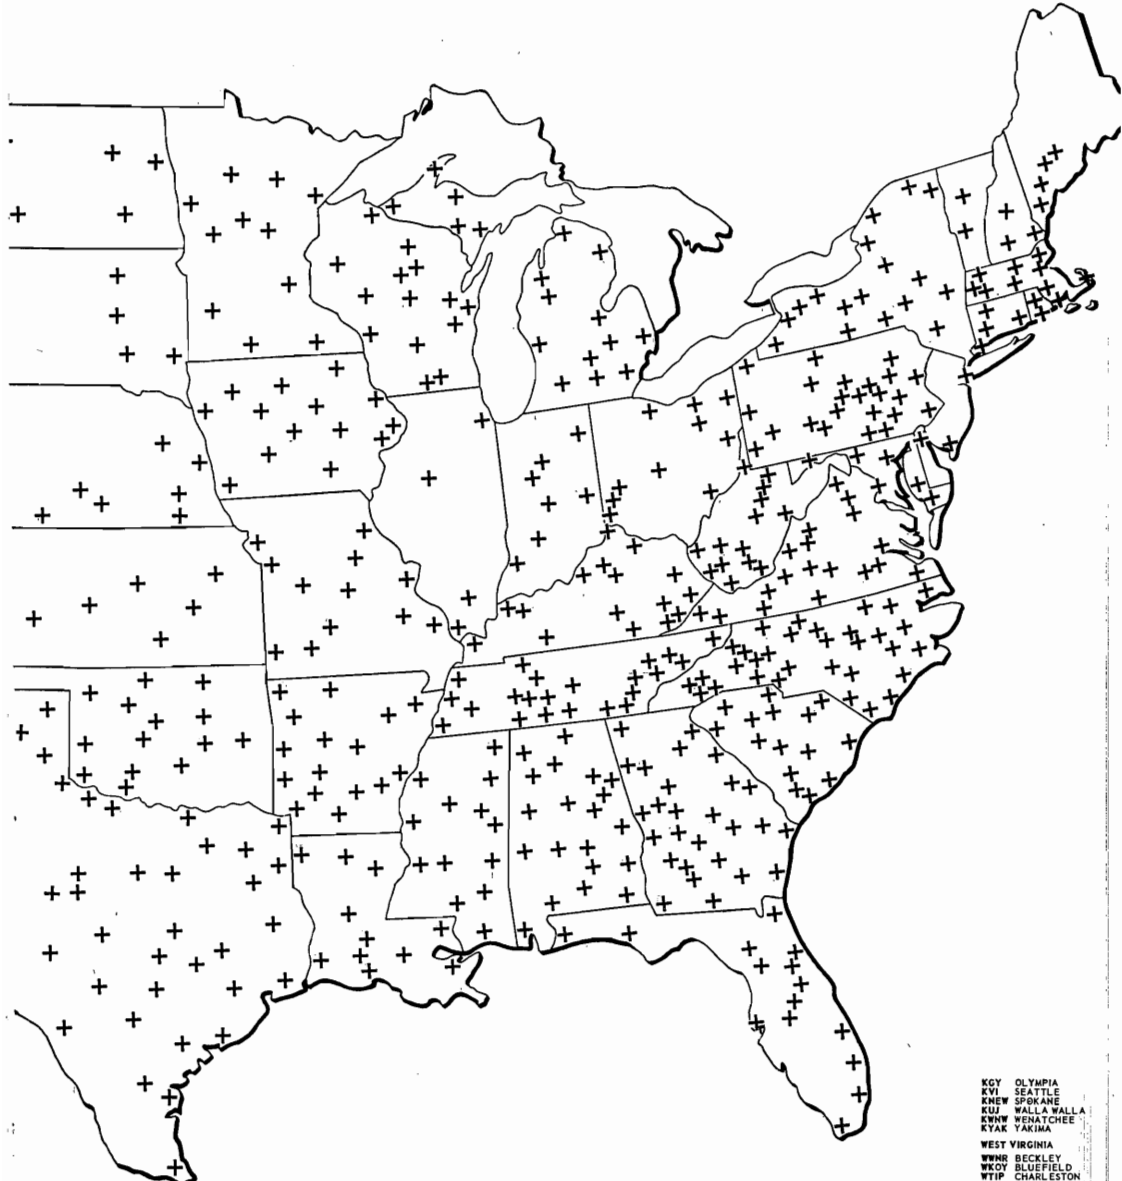 KGY OLYMPIA
KVI SEATTLE
KNEW SPOKANE
KUJ WALLA WALLA
KWNW WENATCHEE
KYAK YAKIMA
WEST VIRGINIA
WWNR BECKLEY
WKOY BLUEFIELD
WTIP CHARLESTON